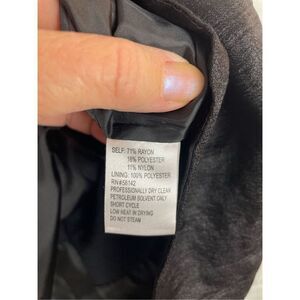 SELF: 71% RAYON
18% POLYESTER
11% NYLON
LINING: 100% POLYESTER
RN#58142
PROFESSIONALLY DRY CLEAN
PETROLEUM SOLVENT ONLY
SHORT CYCLE
LOW HEAT IN DRYING
DO NOT STEAM